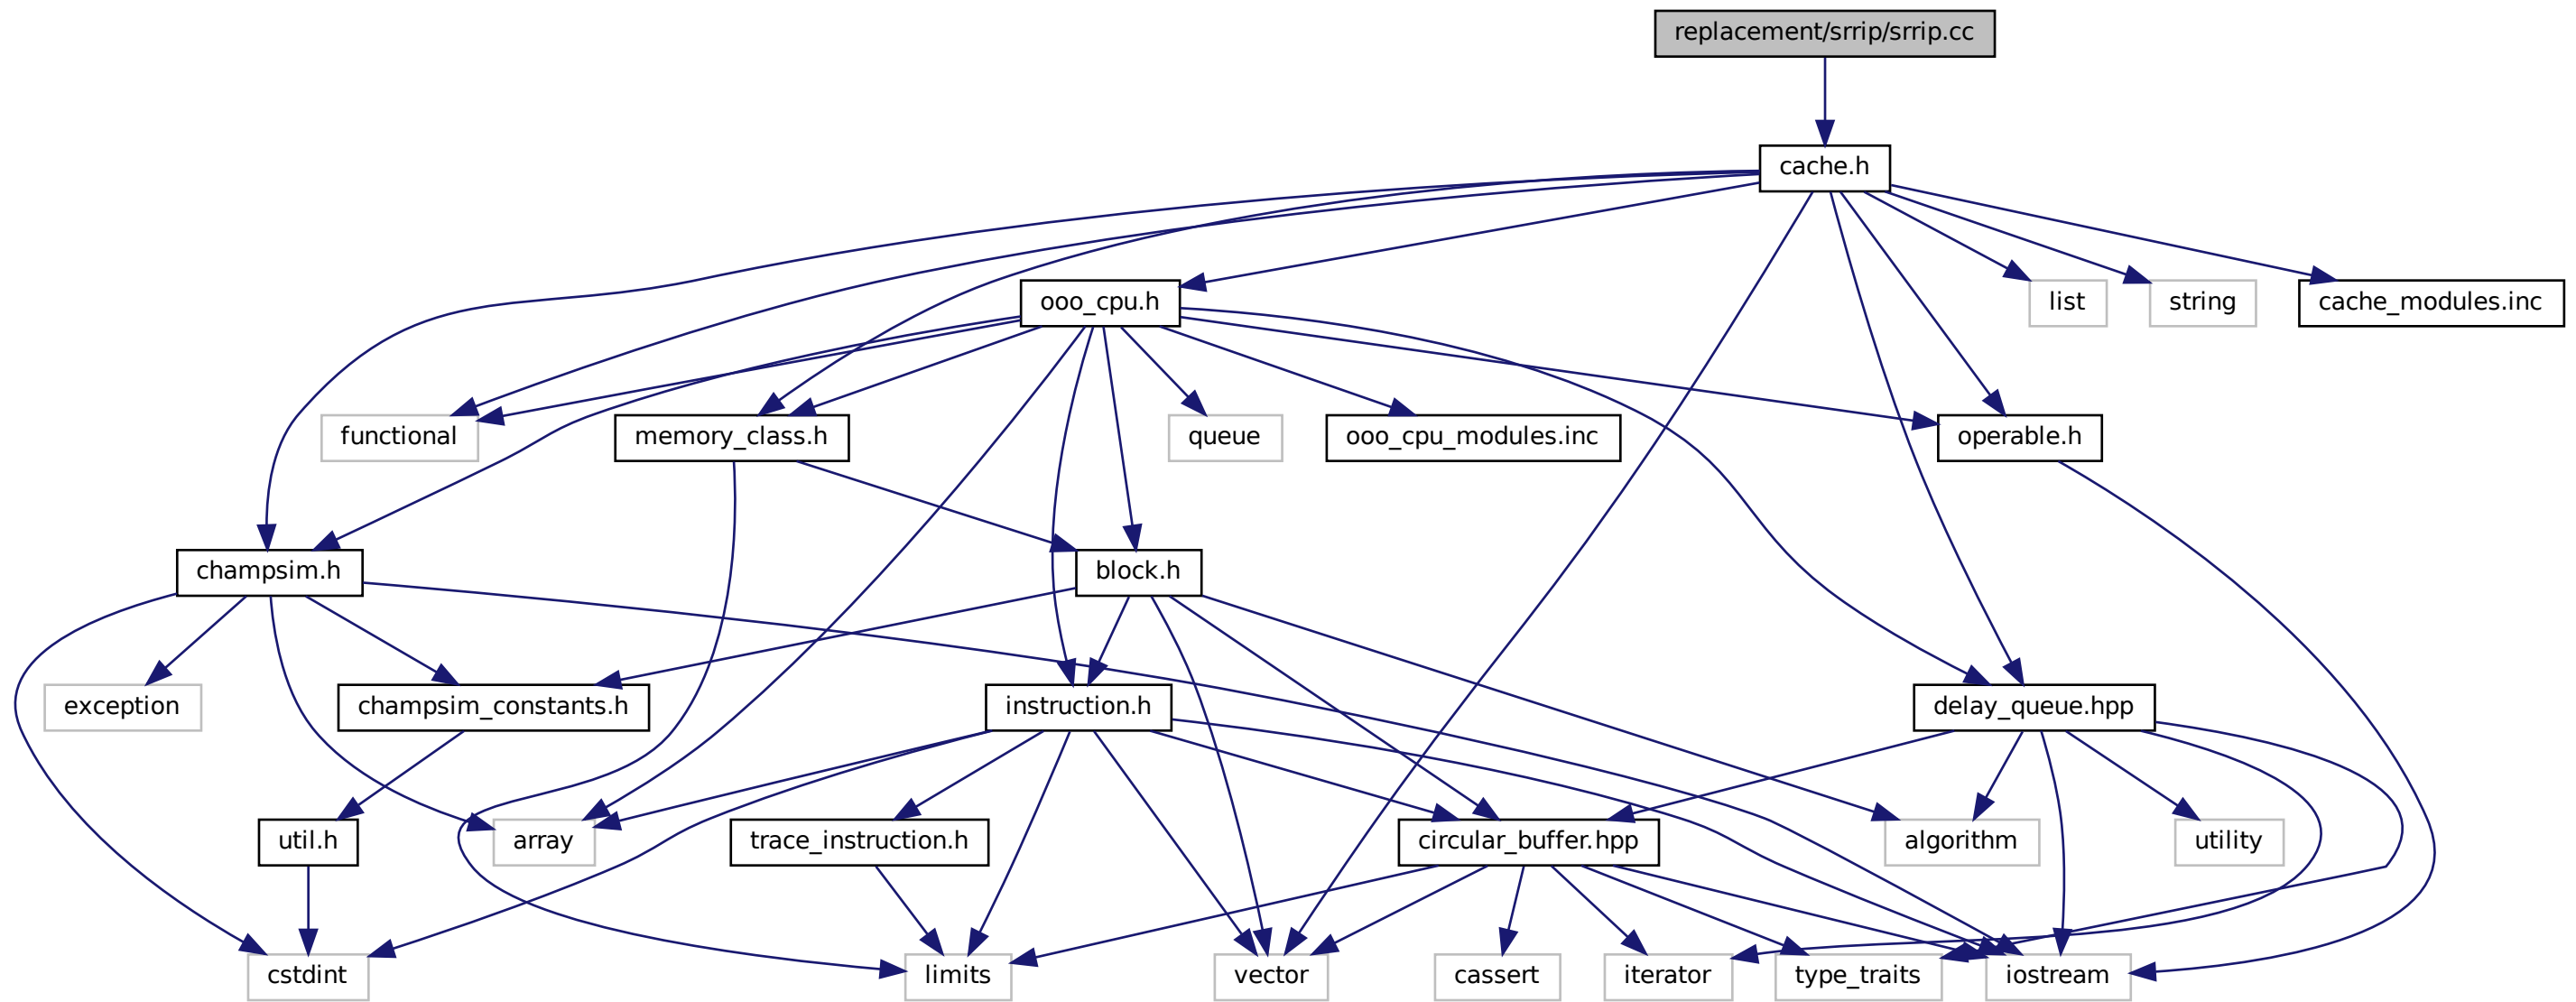 replacement/srrip/srrip.cc
cache.h
ooo_cpu.h
list
string
cache_modules.inc
functional
memory_class.h
queue
ooo_cpu_modules.inc
operable.h
champsim.h
block.h
exception
champsim_constants.h
instruction.h
delay_queue.hpp
util.h
array
trace_instruction.h
circular_buffer.hpp
algorithm
utility
cstdint
limits
vector
cassert
iterator
type_traits
iostream